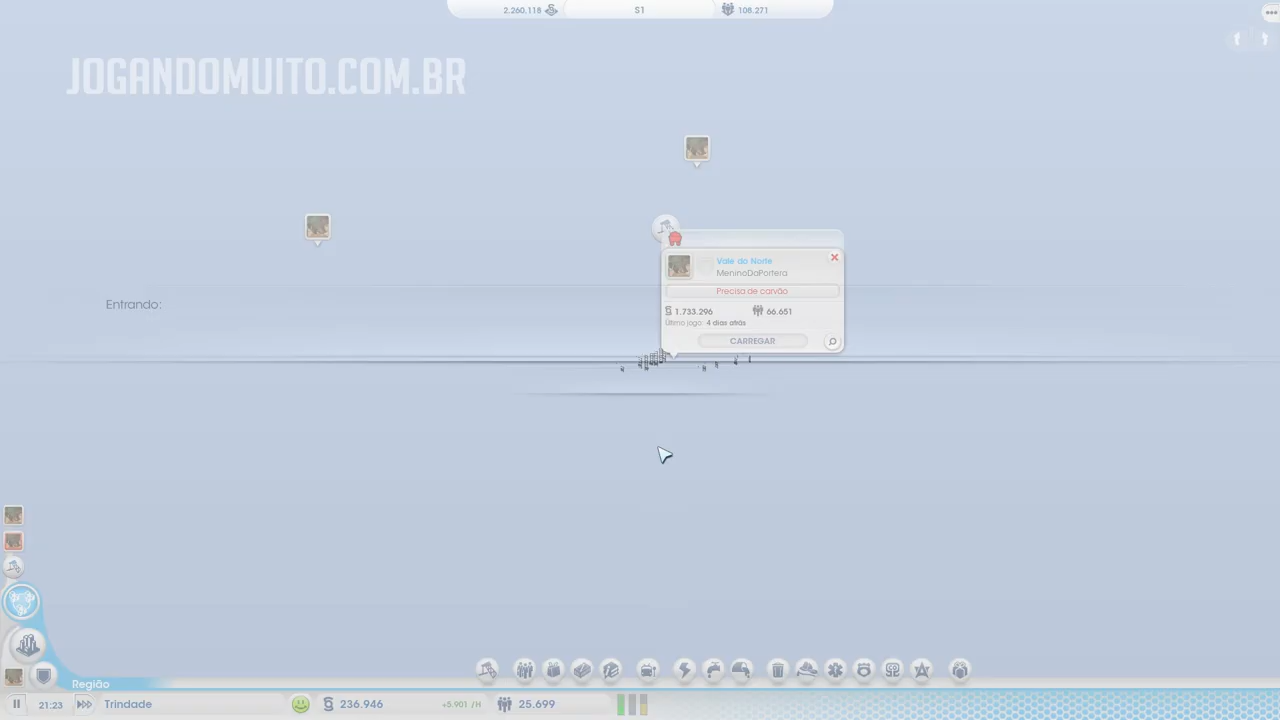 2.260.118
S1
108.271
JOGANDOMUITO.COM.BR
Entrando:
Vale do Norte
MeninoDaPortera
Precisa de carvão
1.733.296
66.651
Último jogo: 4 dias atrás
CARREGAR
Região
21:23
Trindade
236.946
+5.901 /H
25.699